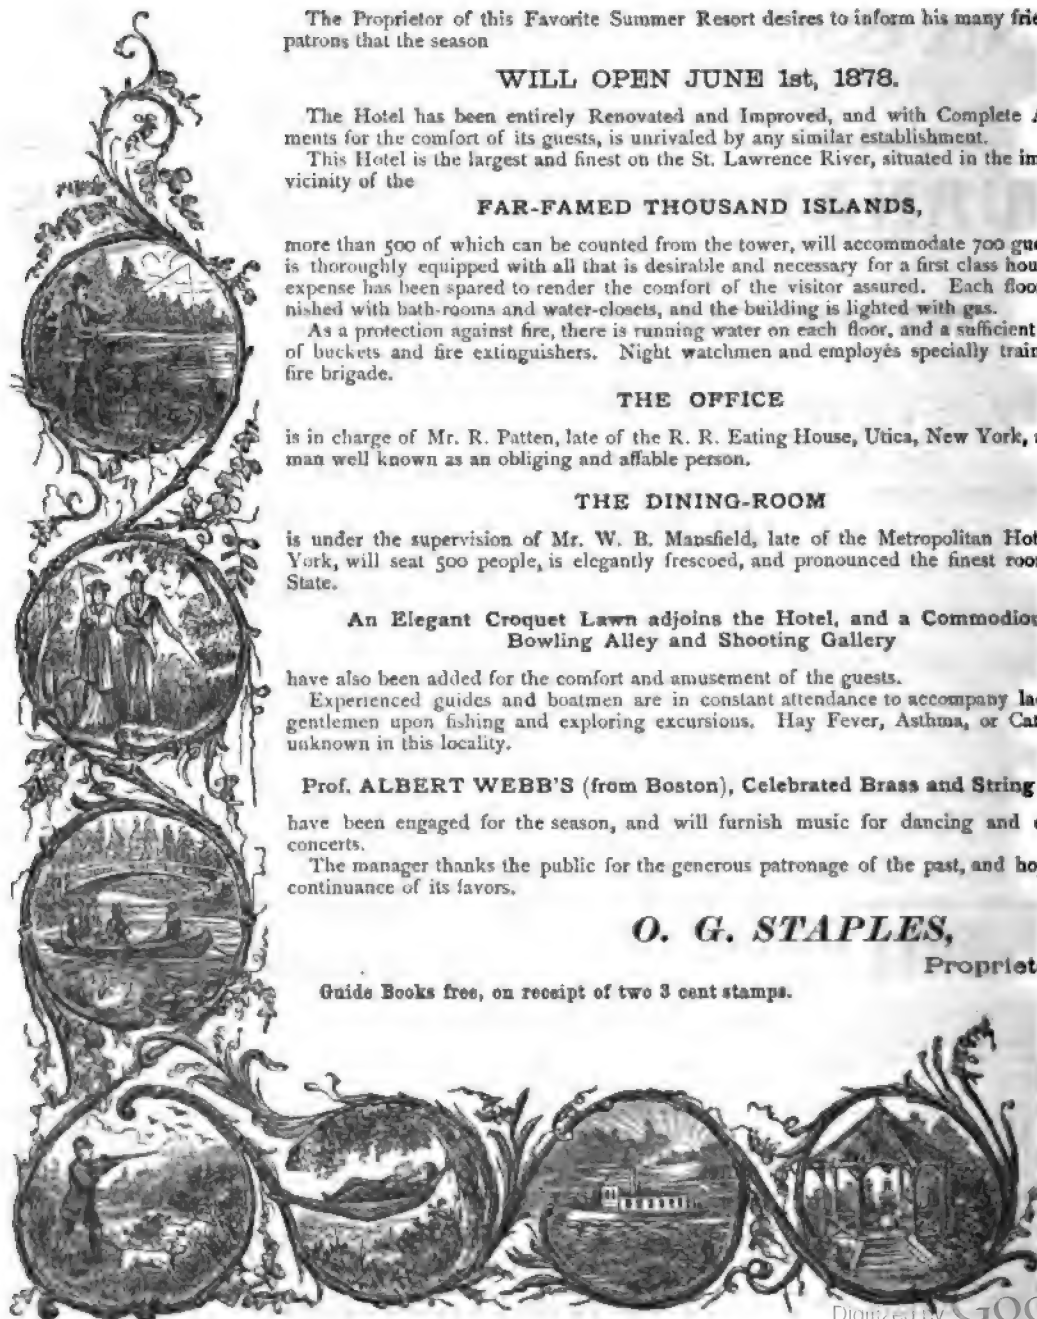 The Proprietor of this Favorite Summer Resort desires to inform his many frie
patrons that the season
WILL OPEN JUNE 1st, 1878.
The Hotel has been entirely Renovated and Improved, and with Complete A
ments for the comfort of its guests, is unrivaled by any similar establishment.
This Hotel is the largest and finest on the St. Lawrence River, situated in the im
vicinity of the
FAR-FAMED THOUSAND ISLANDS,
more than 500 of which can be counted from the tower, will accommodate 700 gue
is thoroughly equipped with all that is desirable and necessary for a first class hou
expense has been spared to render the comfort of the visitor assured. Each floor
nished with bath-rooms and water-closets, and the building is lighted with gas.
As a protection against fire, there is running water on each floor, and a sufficient
of buckets and fire extinguishers. Night watchmen and employés specially train
fire brigade.
THE OFFICE
is in charge of Mr. R. Patten, late of the R. R. Eating House, Utica, New York,
man well known as an obliging and affable person.
THE DINING-ROOM
is under the supervision of Mr. W. B. Mansfield, late of the Metropolitan Hot
York, will seat 500 people, is elegantly frescoed, and pronounced the finest roo
State.
An Elegant Croquet Lawn adjoins the Hotel, and a Commodio
Bowling Alley and Shooting Gallery
have also been added for the comfort and amusement of the guests.
Experienced guides and boatmen are in constant attendance to accompany la
gentlemen upon fishing and exploring excursions. Hay Fever, Asthma, or Cat
unknown in this locality.
Prof. ALBERT WEBB'S (from Boston), Celebrated Brass and String
have been engaged for the season, and will furnish music for dancing and
concerts.
The manager thanks the public for the generous patronage of the past, and ho
continuance of its favors.
O. G. STAPLES,
Propriet
Guide Books free, on receipt of two 3 cent stamps.
Digitized by Goo